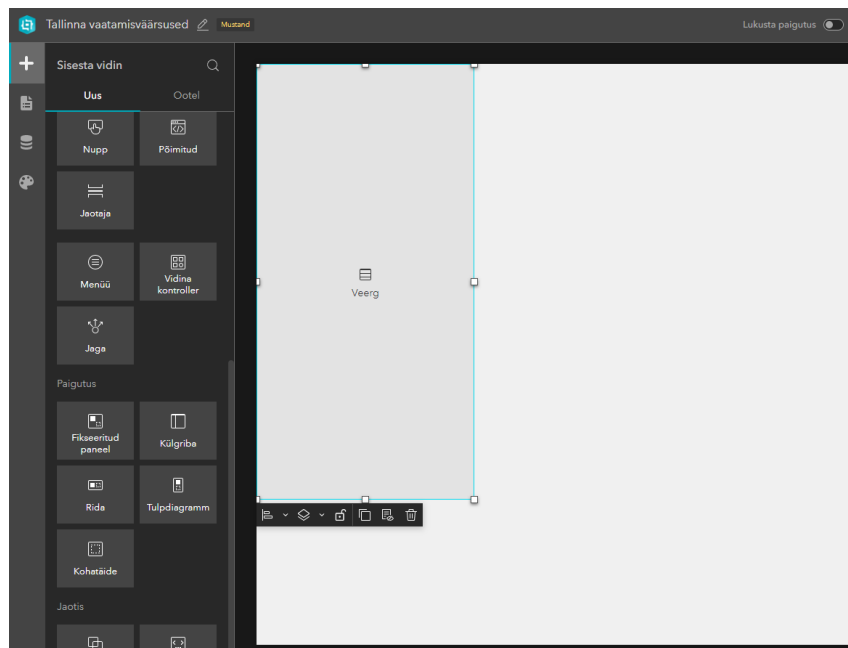 Tallinna vaatamisväärsused Mustand Lukusta paigutus
Sisesta vidin
Uus Ootel
Nupp Põimitud
Jaotaja
Menüü Vidina kontroller
Jaga
Paigutus
Fikseeritud paneel Külgriba
Rida Tulpdiagramm
Kohatäide
Jaotis
Veerg